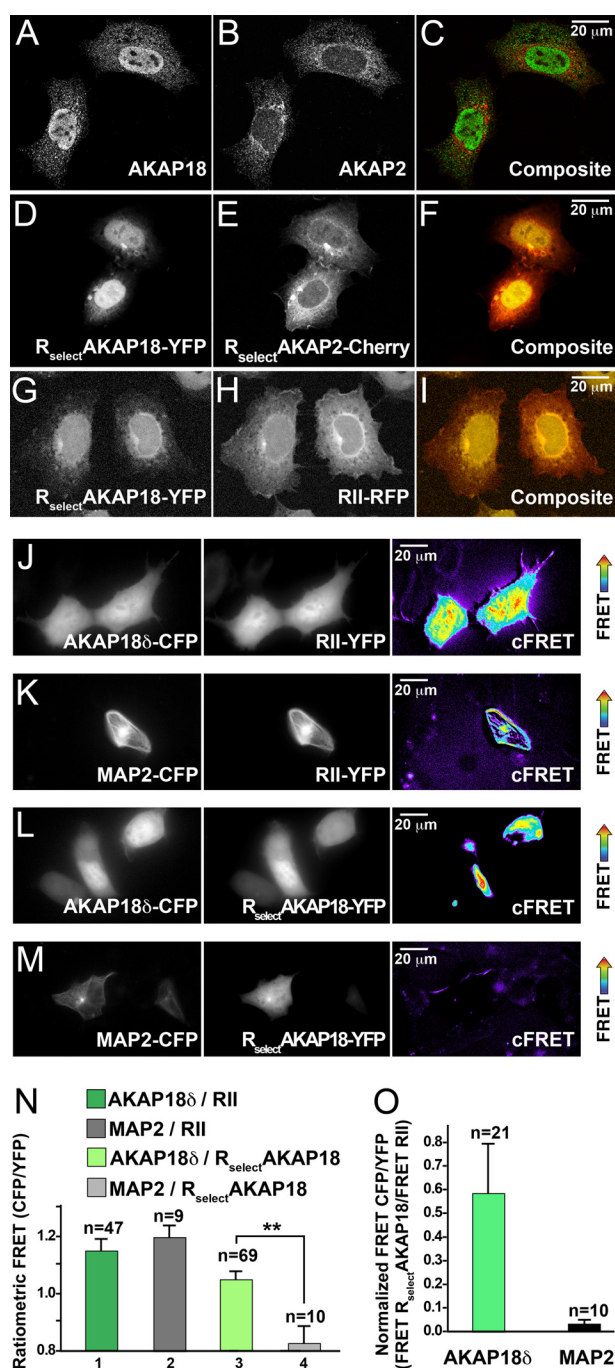 A
AKAP18
B
AKAP2
C
20 μm
Composite
D
RselectAKAP18-YFP
E
RselectAKAP2-Cherry
F
20 μm
Composite
G
RselectAKAP18-YFP
H
RII-RFP
I
20 μm
Composite
J
AKAP18δ-CFP
RII-YFP
20 μm
cFRET
FRET
K
MAP2-CFP
RII-YFP
20 μm
cFRET
FRET
L
AKAP18δ-CFP
RselectAKAP18-YFP
20 μm
cFRET
FRET
M
MAP2-CFP
RselectAKAP18-YFP
20 μm
cFRET
FRET
N
AKAP18δ / RII
MAP2 / RII
AKAP18δ / RselectAKAP18
MAP2 / RselectAKAP18
Ratiometric FRET (CFP/YFP)
1.2
1.0
0.8
n=47
n=9
n=69
**
n=10
1 2 3 4
O
Normalized FRET CFP/YFP
(FRET RselectAKAP18/FRET RII)
0.8
0.7
0.6
0.5
0.4
0.3
0.2
0.1
0.0
n=21
n=10
AKAP18δ MAP2